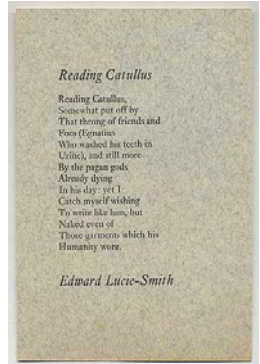 Reading Catullus
Reading Catullus,
Somewhat put off by
That throng of friends and
Foes (Egnatius
Who washed his teeth in
Urine), and still more
By the pagan gods
Already dying
In his day: yet I
Catch myself wishing
To write like him, but
Naked even of
Those garments which his
Humanity wore.
Edward Lucie-Smith